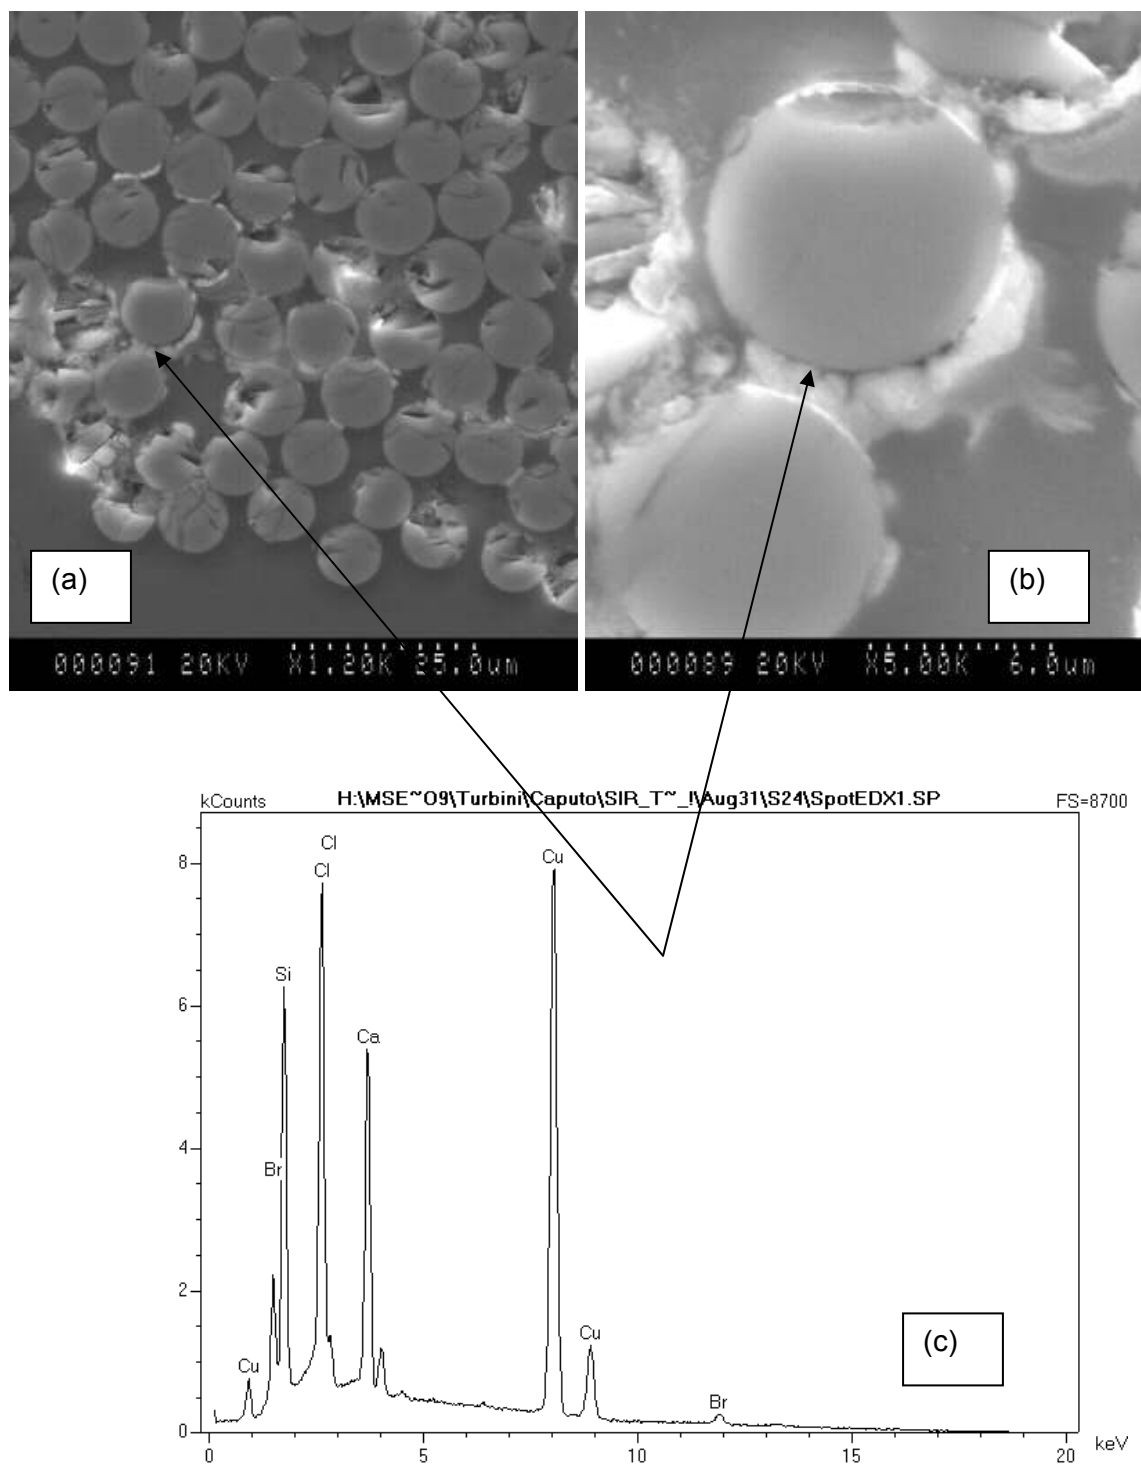 (a)
(b)
000091 20KV X1.20K 25.0um
000089 20KV X5.00K 6.0um
kCounts H:\MSE~O9\Turbini\Caputo\SIR_T~_!\Aug31\S24\SpotEDX1.SP FS=8700
Cl
8
Cl
Cu
Si
6
Ca
4
Br
2
(c)
Cu
Cu
Br
0
0 5 10 15 20 keV